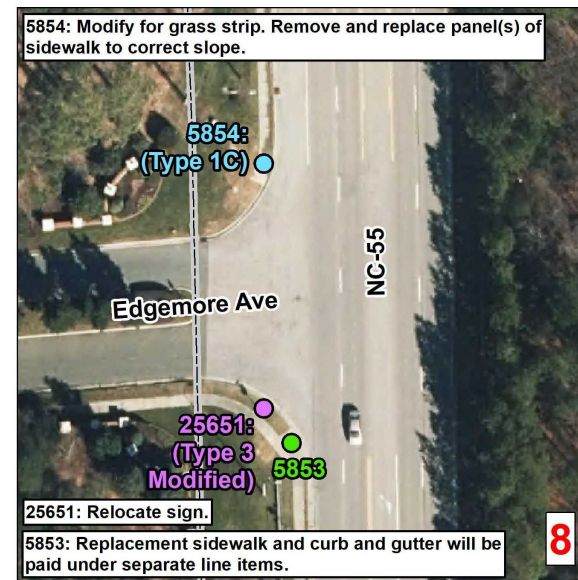 5854: Modify for grass strip. Remove and replace panel(s) of
sidewalk to correct slope.
5854:
(Type 1C)
NC-55
Edgemore Ave
25651:
(Type 3
Modified)
5853
25651: Relocate sign.
5853: Replacement sidewalk and curb and gutter will be
paid under separate line items.
8